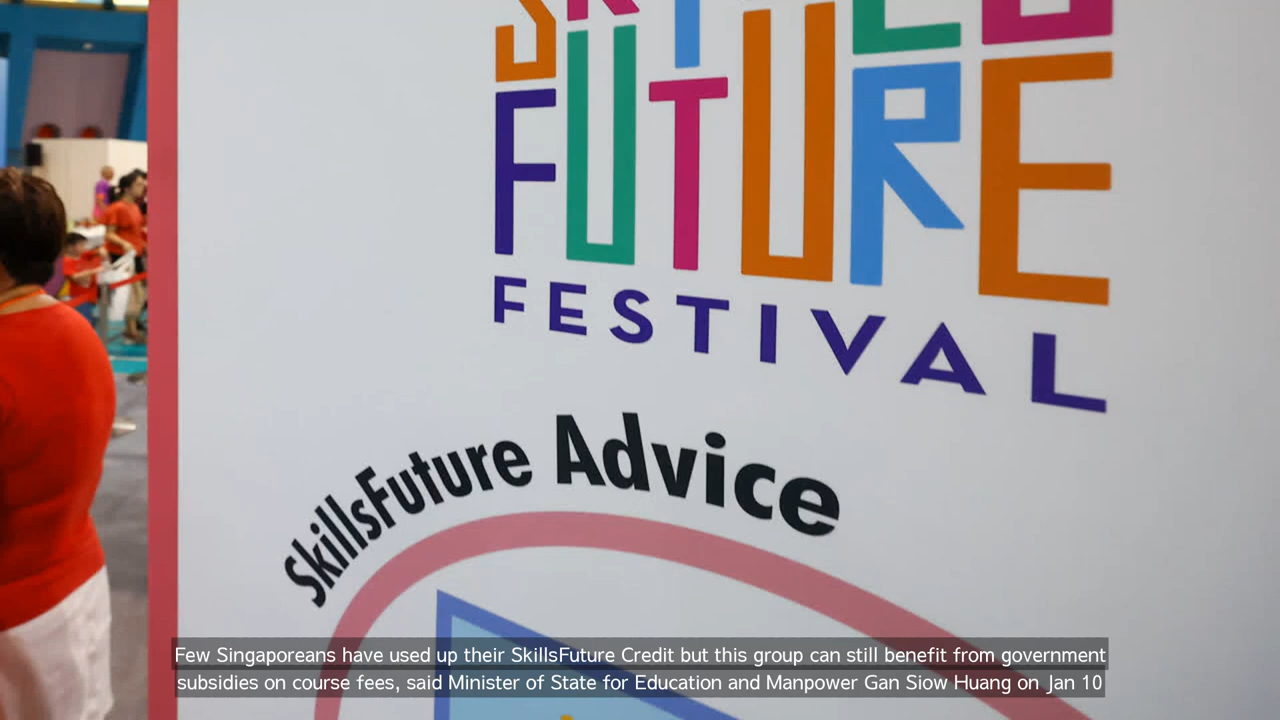 FUTURE
FESTIVAL
SkillsFuture Advice
Few Singaporeans have used up their SkillsFuture Credit but this group can still benefit from government
subsidies on course fees, said Minister of State for Education and Manpower Gan Siow Huang on Jan 10